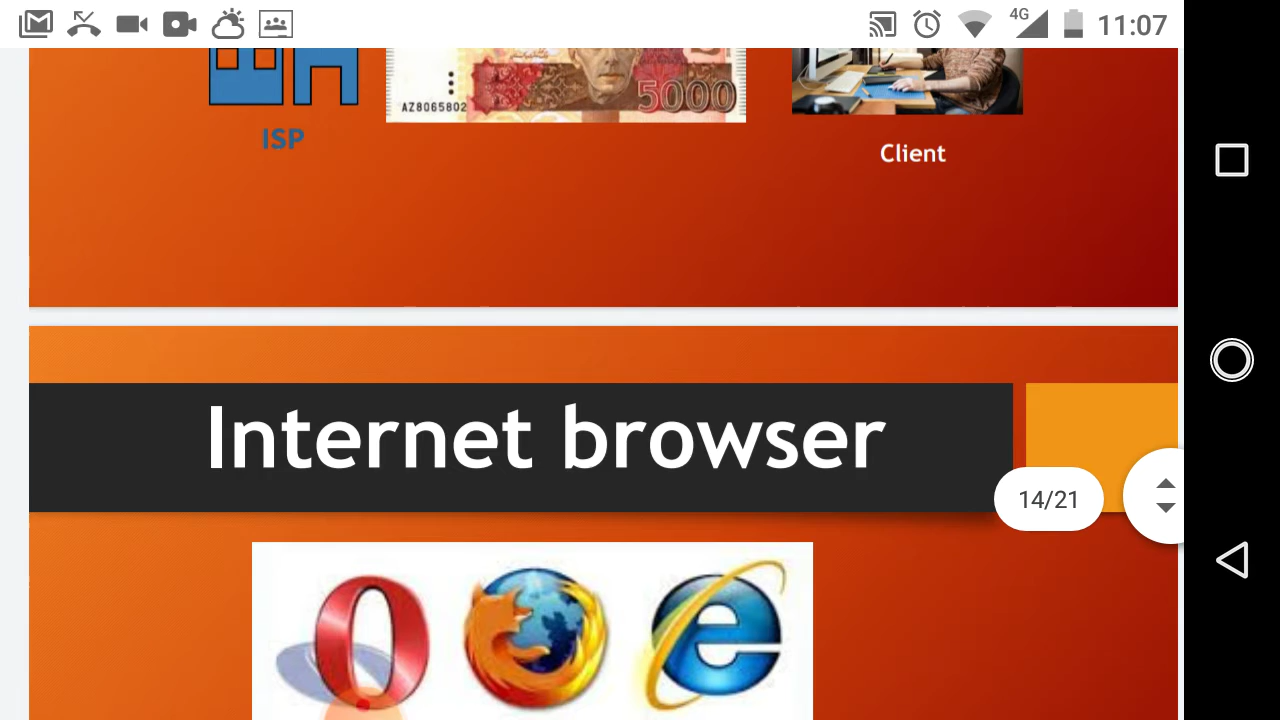 4G 11:07
AZ8065802 5000
ISP
Client
Internet browser
14/21